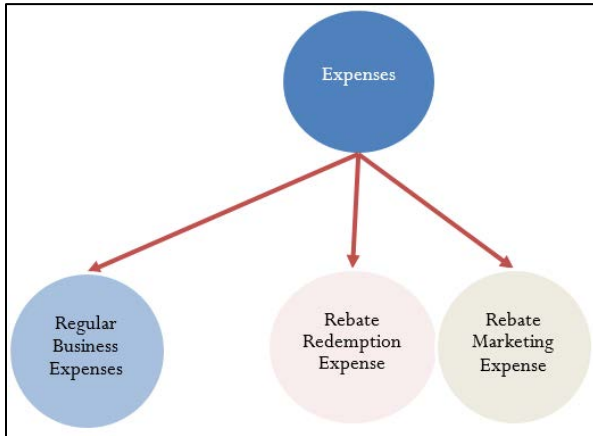 Expenses
Regular
Business
Expenses
Rebate
Redemption
Expense
Rebate
Marketing
Expense